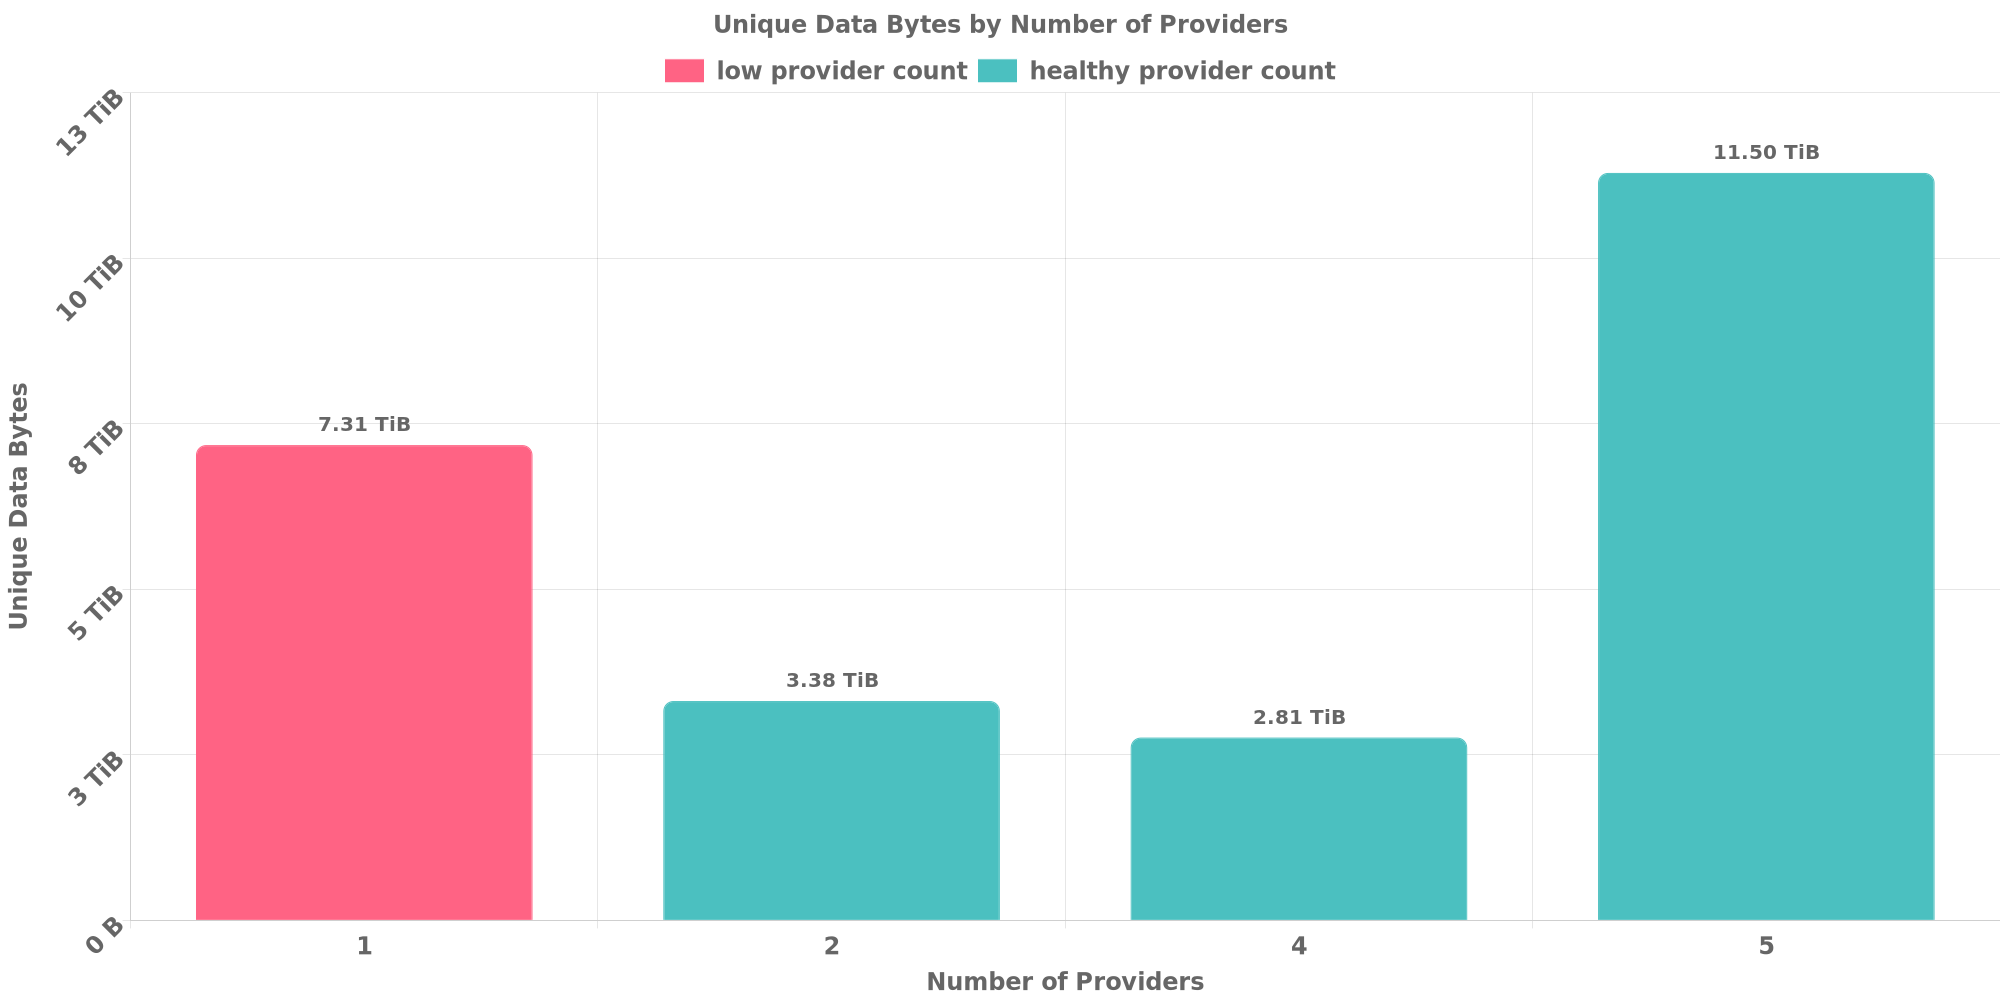 Unique Data Bytes by Number of Providers
low provider count healthy provider count
13 TiB
10 TiB
8 TiB
5 TiB
3 TiB
0 B
Unique Data Bytes
7.31 TiB
3.38 TiB
2.81 TiB
11.50 TiB
1 2 4 5
Number of Providers